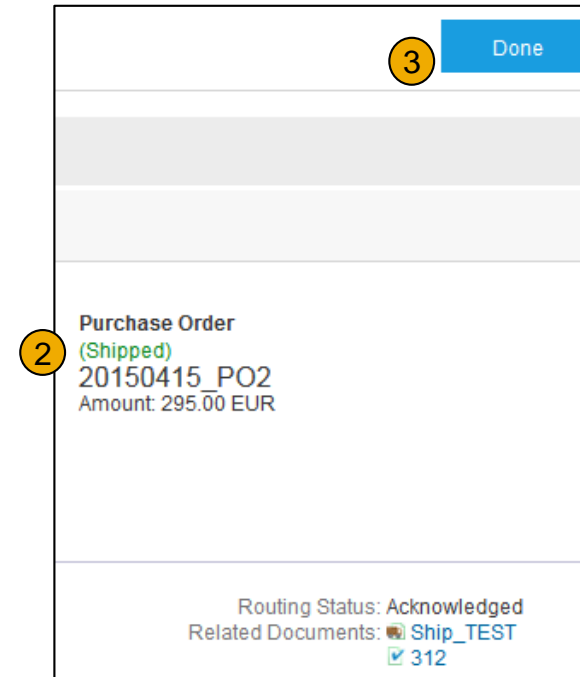 3
Done
2
Purchase Order
(Shipped)
20150415_PO2
Amount: 295.00 EUR
Routing Status: Acknowledged
Related Documents: Ship_TEST
312